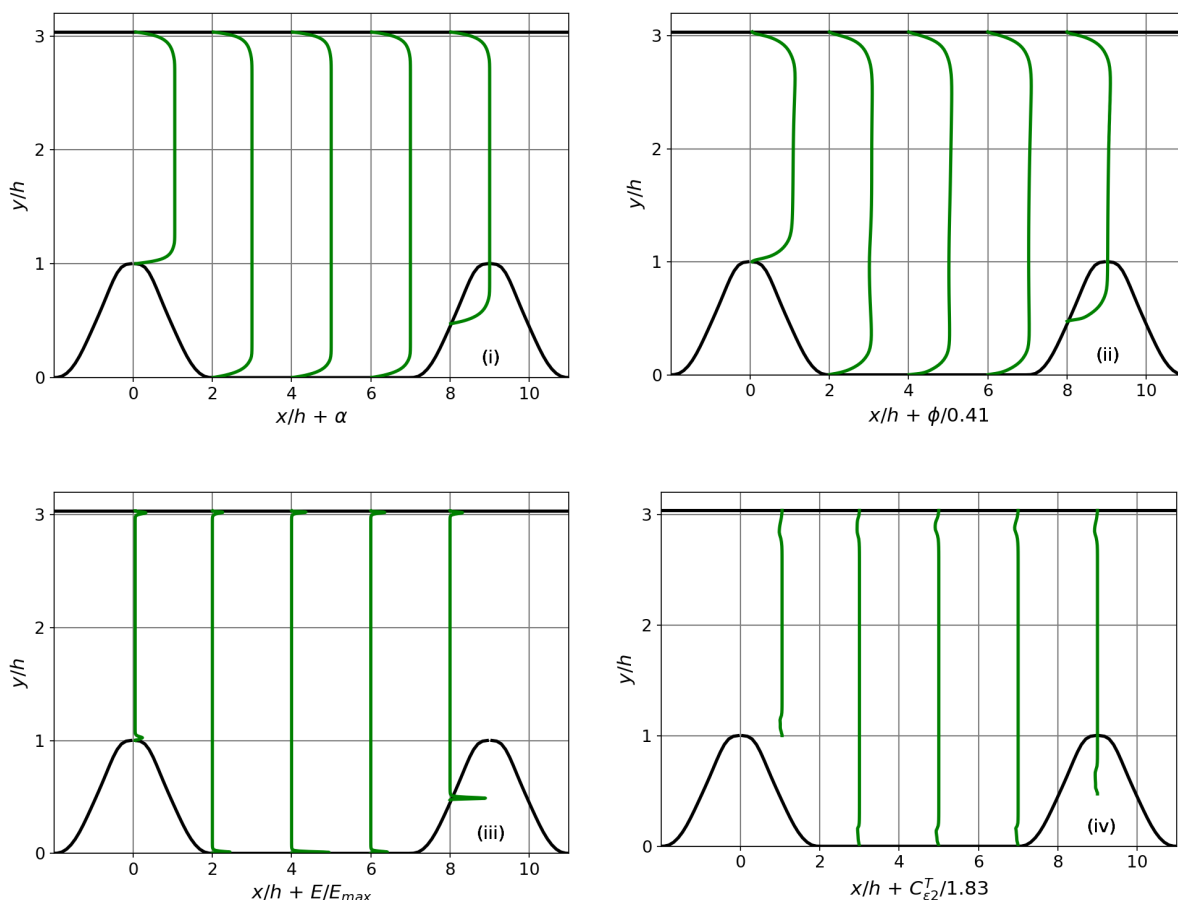 3
2
1
0
y/h
(i)
0 2 4 6 8 10
x/h + α
3
2
1
0
y/h
(ii)
0 2 4 6 8 10
x/h + ϕ/0.41
3
2
1
0
y/h
(iii)
0 2 4 6 8 10
x/h + E/E_max
3
2
1
0
y/h
(iv)
0 2 4 6 8 10
x/h + C^T_ε2/1.83